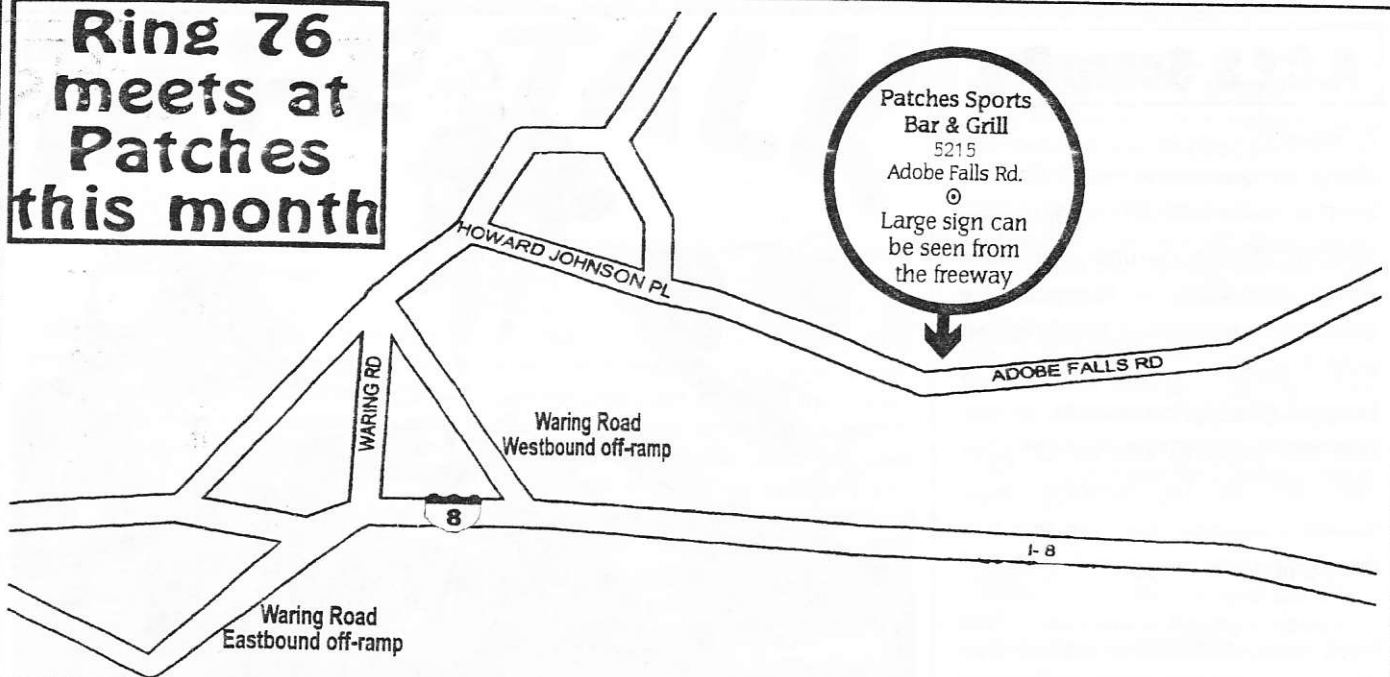 Ring 76
meets at
Patches
this month
Patches Sports
Bar & Grill
5215
Adobe Falls Rd.
Large sign can
be seen from
the freeway
HOWARD JOHNSON PL
ADOBE FALLS RD
WARING RD
Waring Road
Westbound off-ramp
8
I-8
Waring Road
Eastbound off-ramp